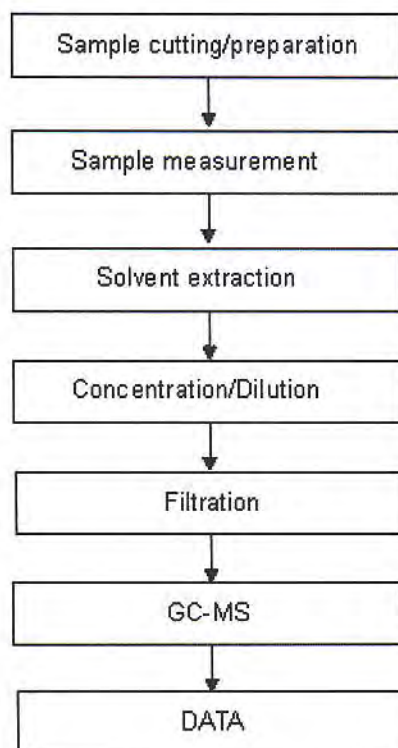 Sample cutting/preparation
Sample measurement
Solvent extraction
Concentration/Dilution
Filtration
GC-MS
DATA